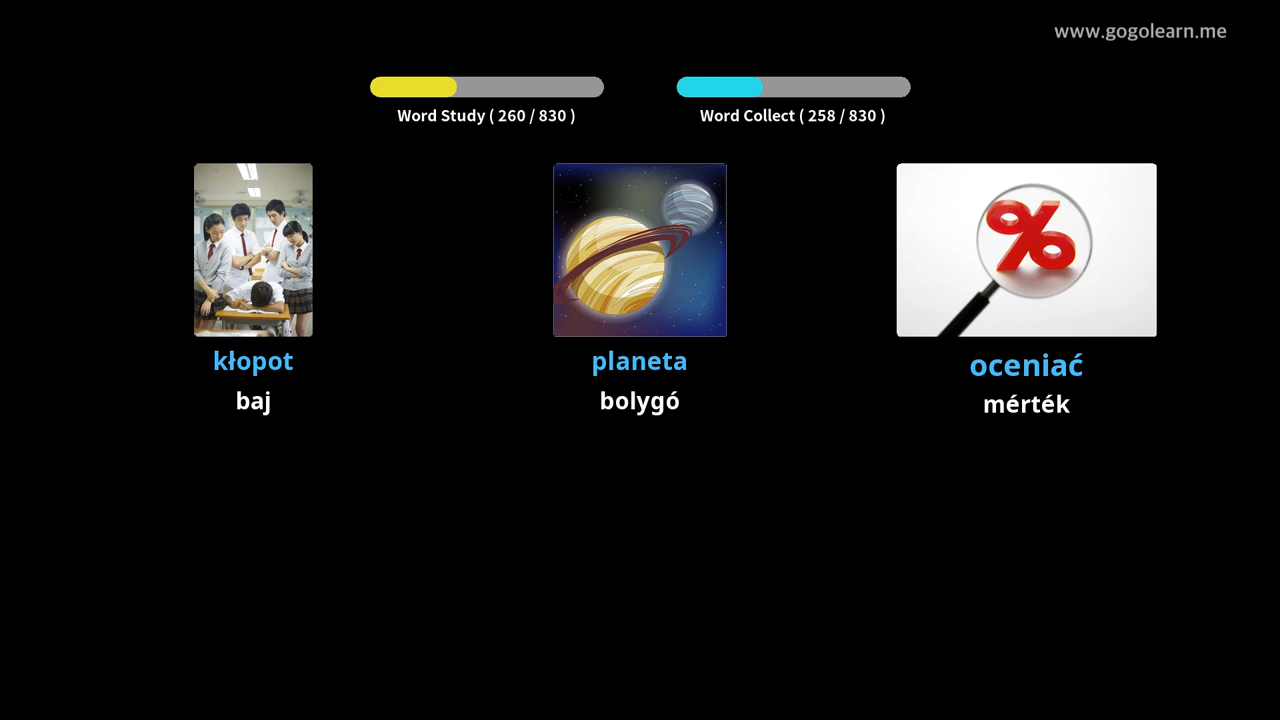 www.gogolearn.me
Word Study ( 260 / 830 )
Word Collect ( 258 / 830 )
kłopot
baj
planeta
bolygó
oceniać
mérték
%